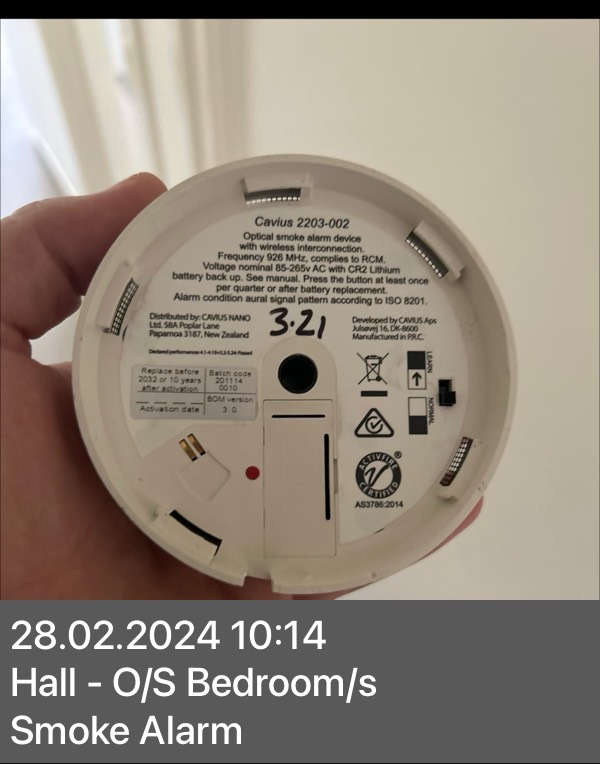 Cavius 2203-002
Optical smoke alarm device
with wireless interconnection.
Frequency 926 MHz, complies to RCM.
Voltage nominal 85-265v AC with CR2 Lithium
battery back up. See manual. Press the button at least once
per quarter or after battery replacement.
Alarm condition aural signal pattern according to ISO 8201.
Distributed by: CAVIUS NANO
Ltd. 58A Poplar Lane
Papamoa 3187, New Zealand
3.21
Developed by CAVIUS Aps
Julsøvej 16, DK-8600
Manufactured in P.R.C.
Replace before
2032 or 10 years
after activation
Activation date
Batch code
201114
0010
BOM version
3.0
LEARN
NORMAL
ACTIVFIRE
CERTIFIED
AS3786:2014
28.02.2024 10:14
Hall - O/S Bedroom/s
Smoke Alarm